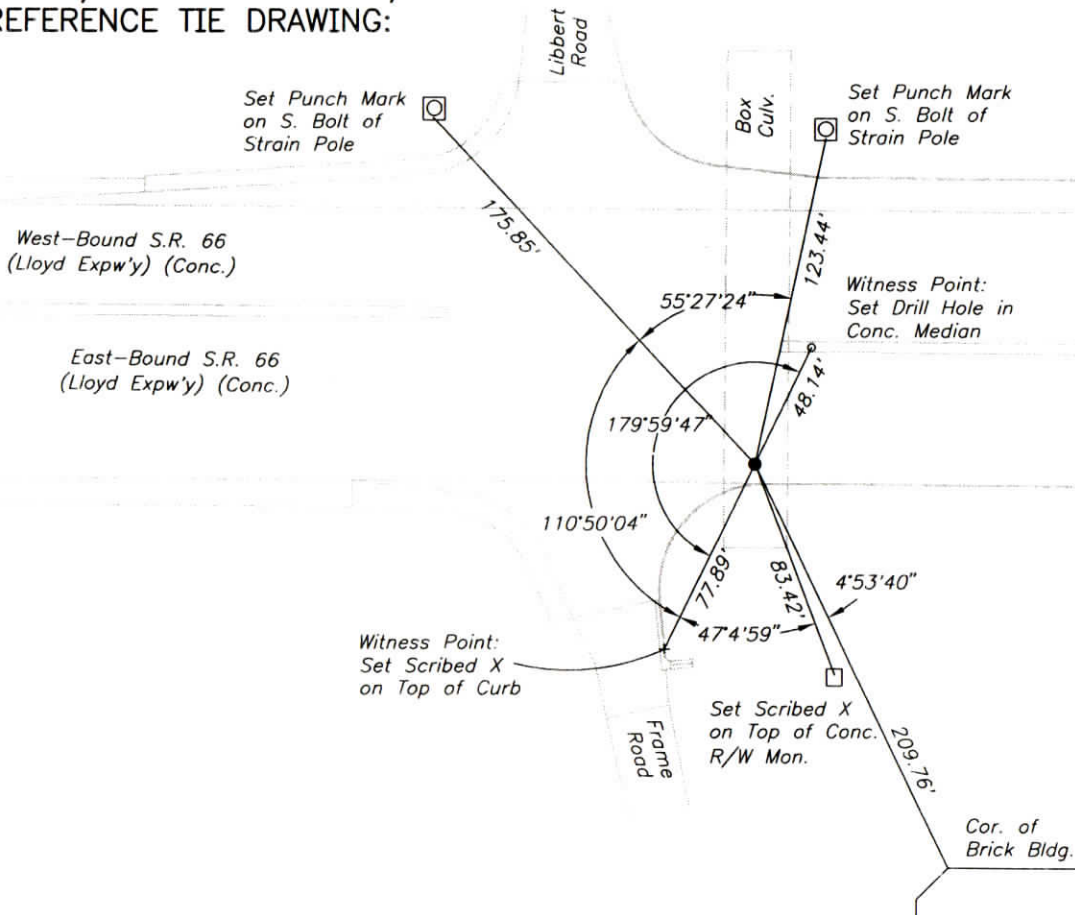 REFERENCE TIE DRAWING:
Libbert
Road
Set Punch Mark
on S. Bolt of
Strain Pole
Box
Culv.
Set Punch Mark
on S. Bolt of
Strain Pole
175.85'
123.44'
West-Bound S.R. 66
(Lloyd Expw'y) (Conc.)
55°27'24"
Witness Point:
Set Drill Hole in
Conc. Median
East-Bound S.R. 66
(Lloyd Expw'y) (Conc.)
48.14'
179°59'47"
110°50'04"
77.89'
83.42'
4°53'40"
47°4'59"
Witness Point:
Set Scribed X
on Top of Curb
Set Scribed X
on Top of Conc.
R/W Mon.
Frame
Road
209.76'
Cor. of
Brick Bldg.